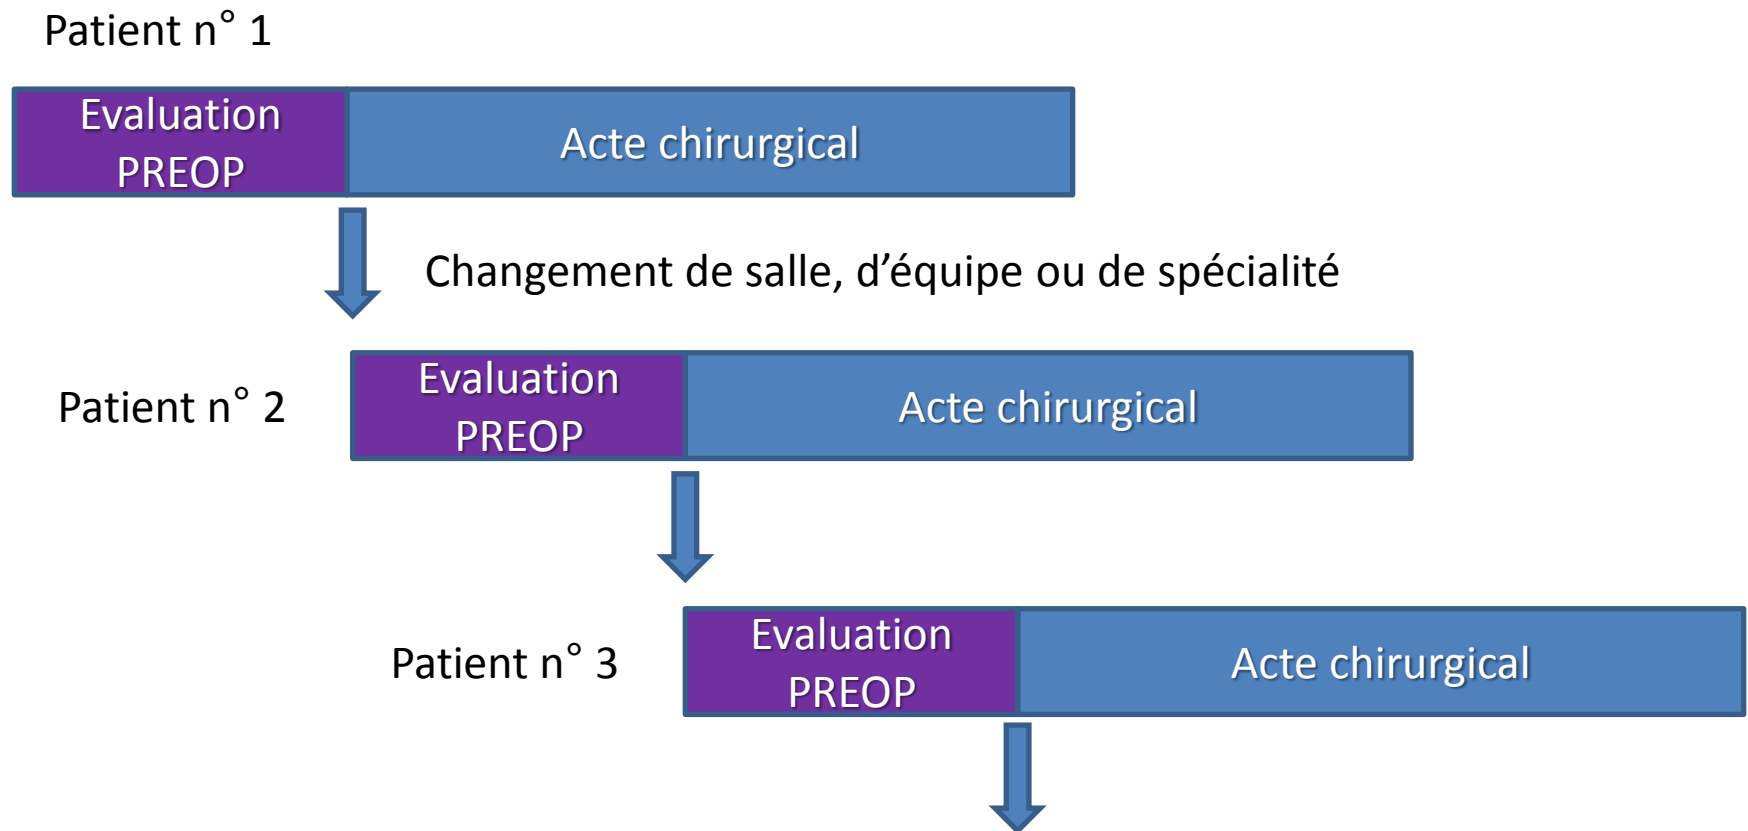 Patient n° 1
Evaluation
PREOP
Acte chirurgical
Changement de salle, d’équipe ou de spécialité
Patient n° 2
Evaluation
PREOP
Acte chirurgical
Patient n° 3
Evaluation
PREOP
Acte chirurgical